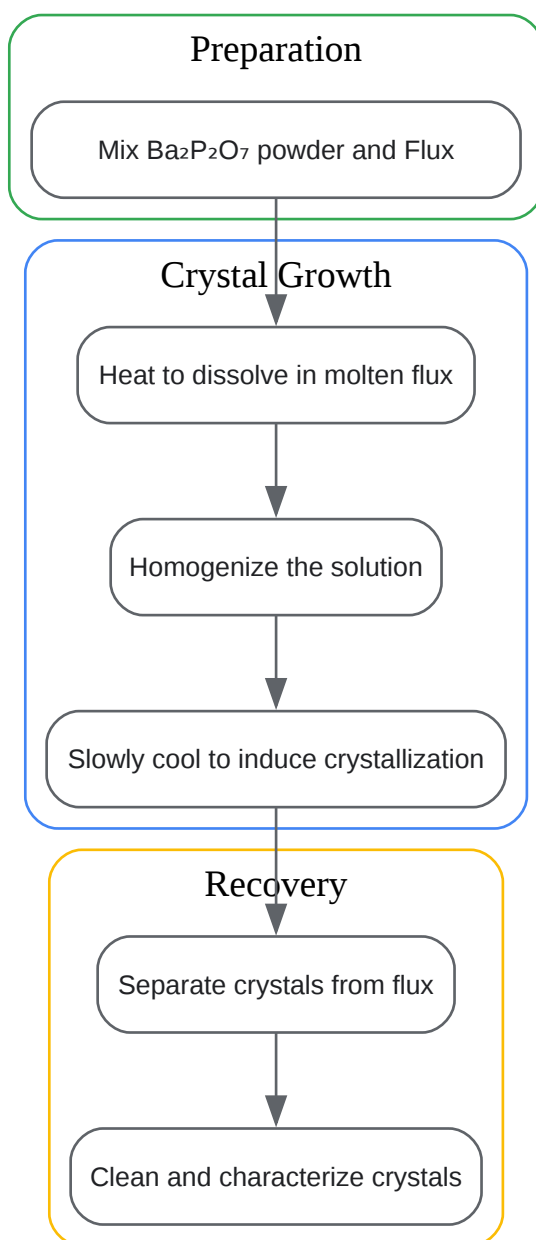 Preparation
Mix Ba₂P₂O₇ powder and Flux
Crystal Growth
Heat to dissolve in molten flux
Homogenize the solution
Slowly cool to induce crystallization
Recovery
Separate crystals from flux
Clean and characterize crystals